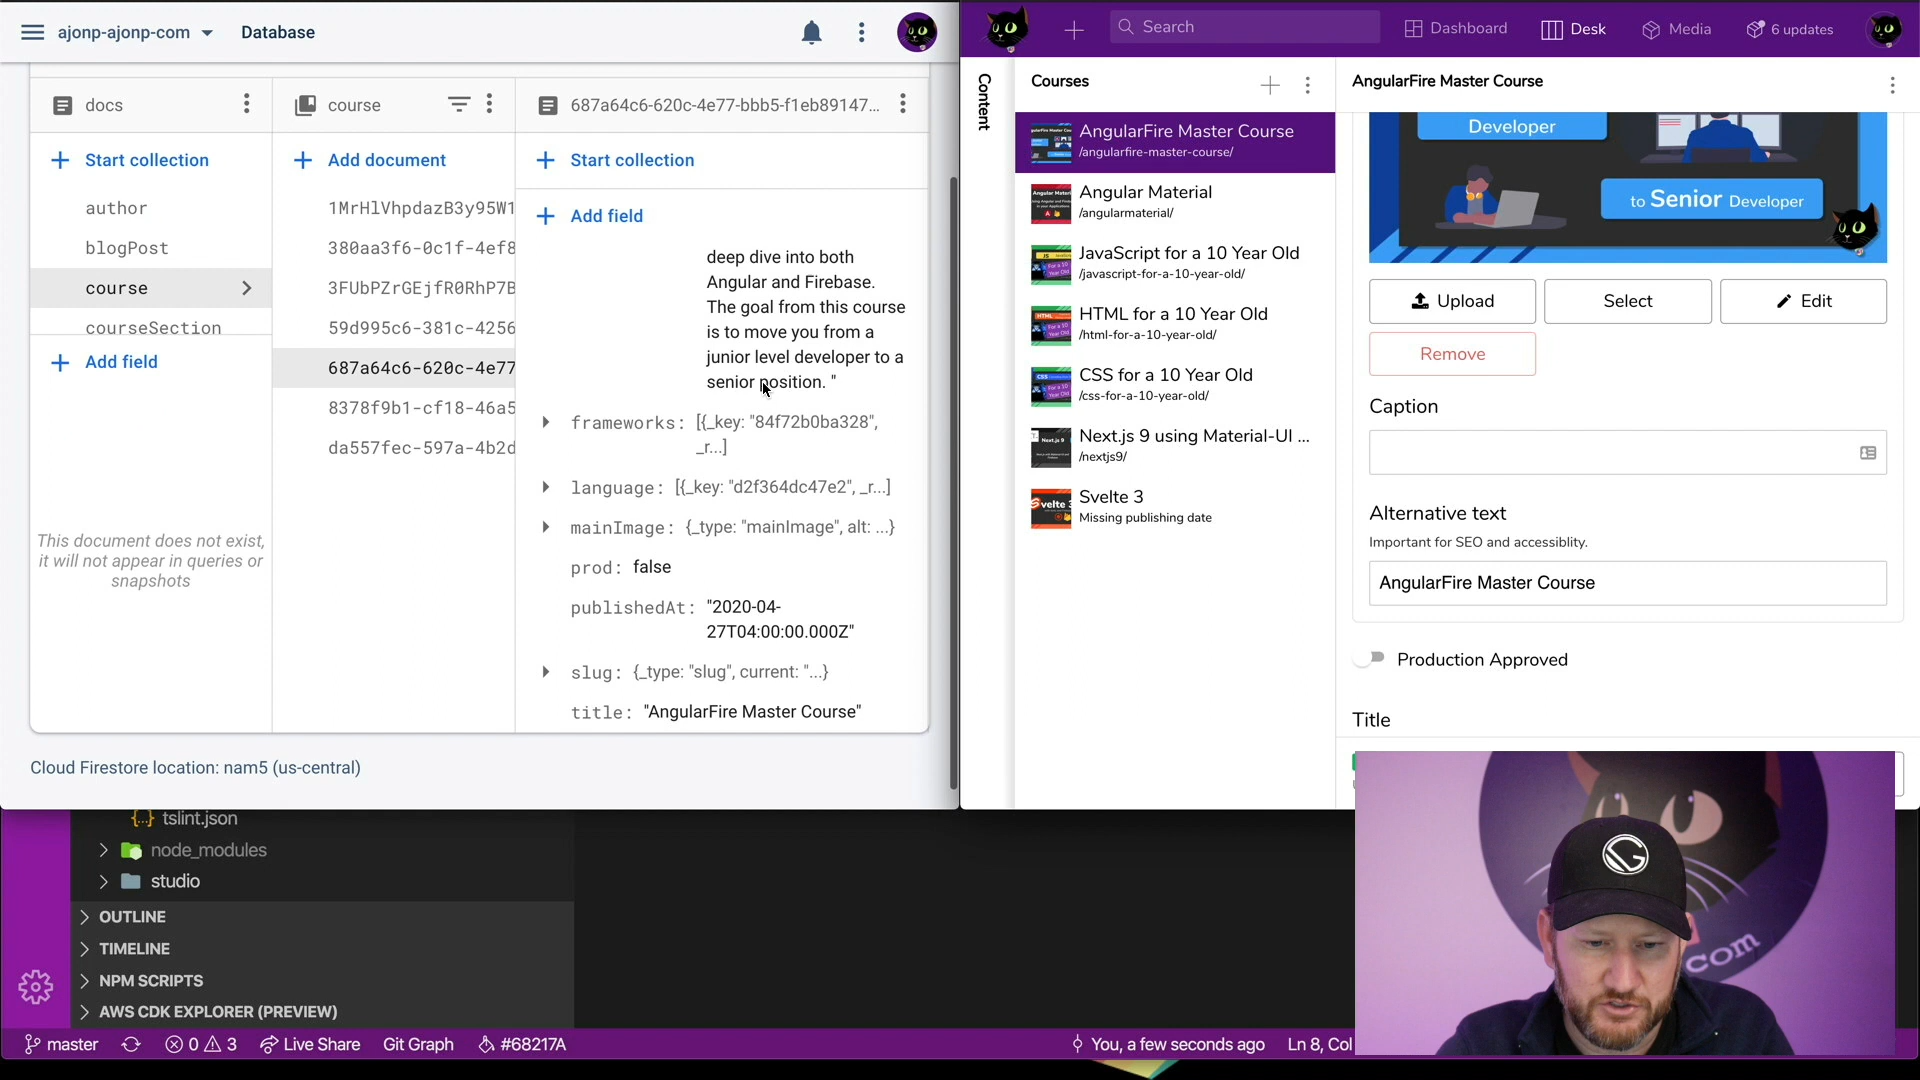 ajonp-ajonp-com
Database
docs
Start collection
author
blogPost
course
courseSection
Add field
This document does not exist,
it will not appear in queries or
snapshots
course
Add document
1MrHlVhpdazB3y95W1
380aa3f6-0c1f-4ef8
3FUbPZrGEjfR0RhP7B
59d995c6-381c-4256
687a64c6-620c-4e77
8378f9b1-cf18-46a5
da557fec-597a-4b2d
687a64c6-620c-4e77-bbb5-f1eb89147...
Start collection
Add field
deep dive into both
Angular and Firebase.
The goal from this course
is to move you from a
junior level developer to a
senior position. "
frameworks: [{_key: "84f72b0ba328",
_r...]
language: [{_key: "d2f364dc47e2", _r...]
mainImage: {_type: "mainImage", alt: ...}
prod: false
publishedAt: "2020-04-
27T04:00:00.000Z"
slug: {_type: "slug", current: "...}
title: "AngularFire Master Course"
Cloud Firestore location: nam5 (us-central)
Search
Dashboard
Desk
Media
6 updates
Content
Courses
AngularFire Master Course
/angularfire-master-course/
Angular Material
/angularmaterial/
JavaScript for a 10 Year Old
/javascript-for-a-10-year-old/
HTML for a 10 Year Old
/html-for-a-10-year-old/
CSS for a 10 Year Old
/css-for-a-10-year-old/
Next.js 9 using Material-UI ...
/nextjs9/
Svelte 3
Missing publishing date
AngularFire Master Course
Developer
to Senior Developer
Upload
Select
Edit
Remove
Caption
Alternative text
Important for SEO and accessiblity.
AngularFire Master Course
Production Approved
Title
{..} tslint.json
node_modules
studio
OUTLINE
TIMELINE
NPM SCRIPTS
AWS CDK EXPLORER (PREVIEW)
master
0
3
Live Share
Git Graph
#68217A
You, a few seconds ago
Ln 8, Col
com